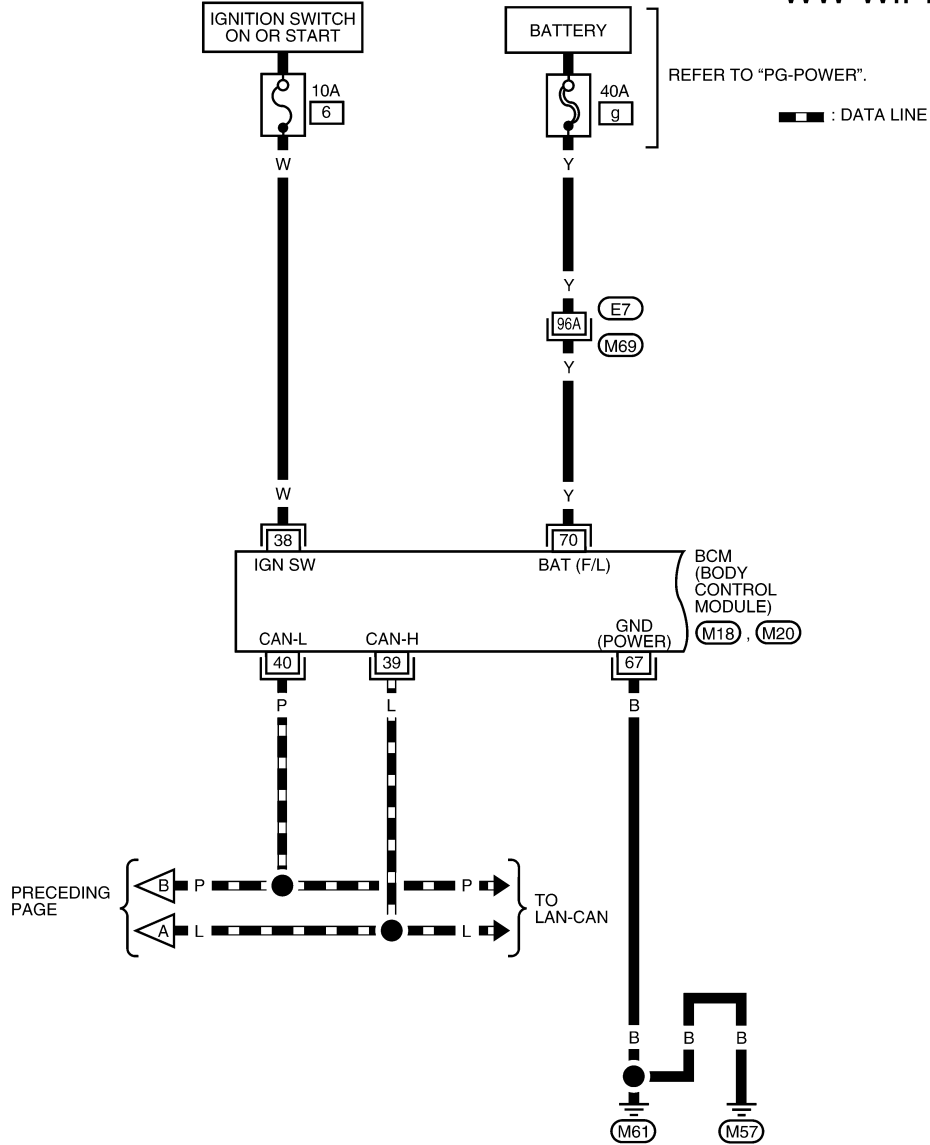 IGNITION SWITCH
ON OR START
BATTERY
REFER TO “PG-POWER”.
10A
6
40A
g
: DATA LINE
W
Y
Y
E7
96A
M69
Y
W
Y
38
70
IGN SW
BAT (F/L)
BCM
(BODY
CONTROL
MODULE)
M18 , M20
CAN-L
CAN-H
GND
(POWER)
40
39
67
P
L
B
PRECEDING
PAGE
B
P
P
A
L
L
TO
LAN-CAN
B
B
B
M61
M57